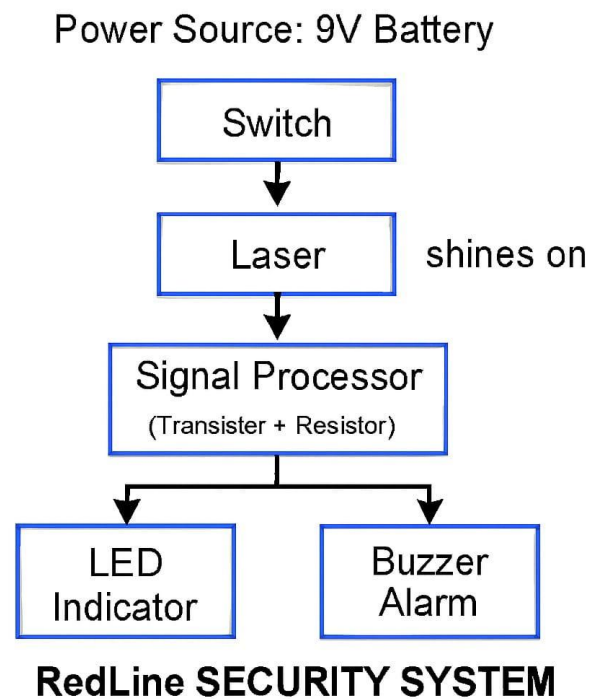 Power Source: 9V Battery
Switch
Laser
shines on
Signal Processor
(Transister + Resistor)
LED
Indicator
Buzzer
Alarm
RedLine SECURITY SYSTEM